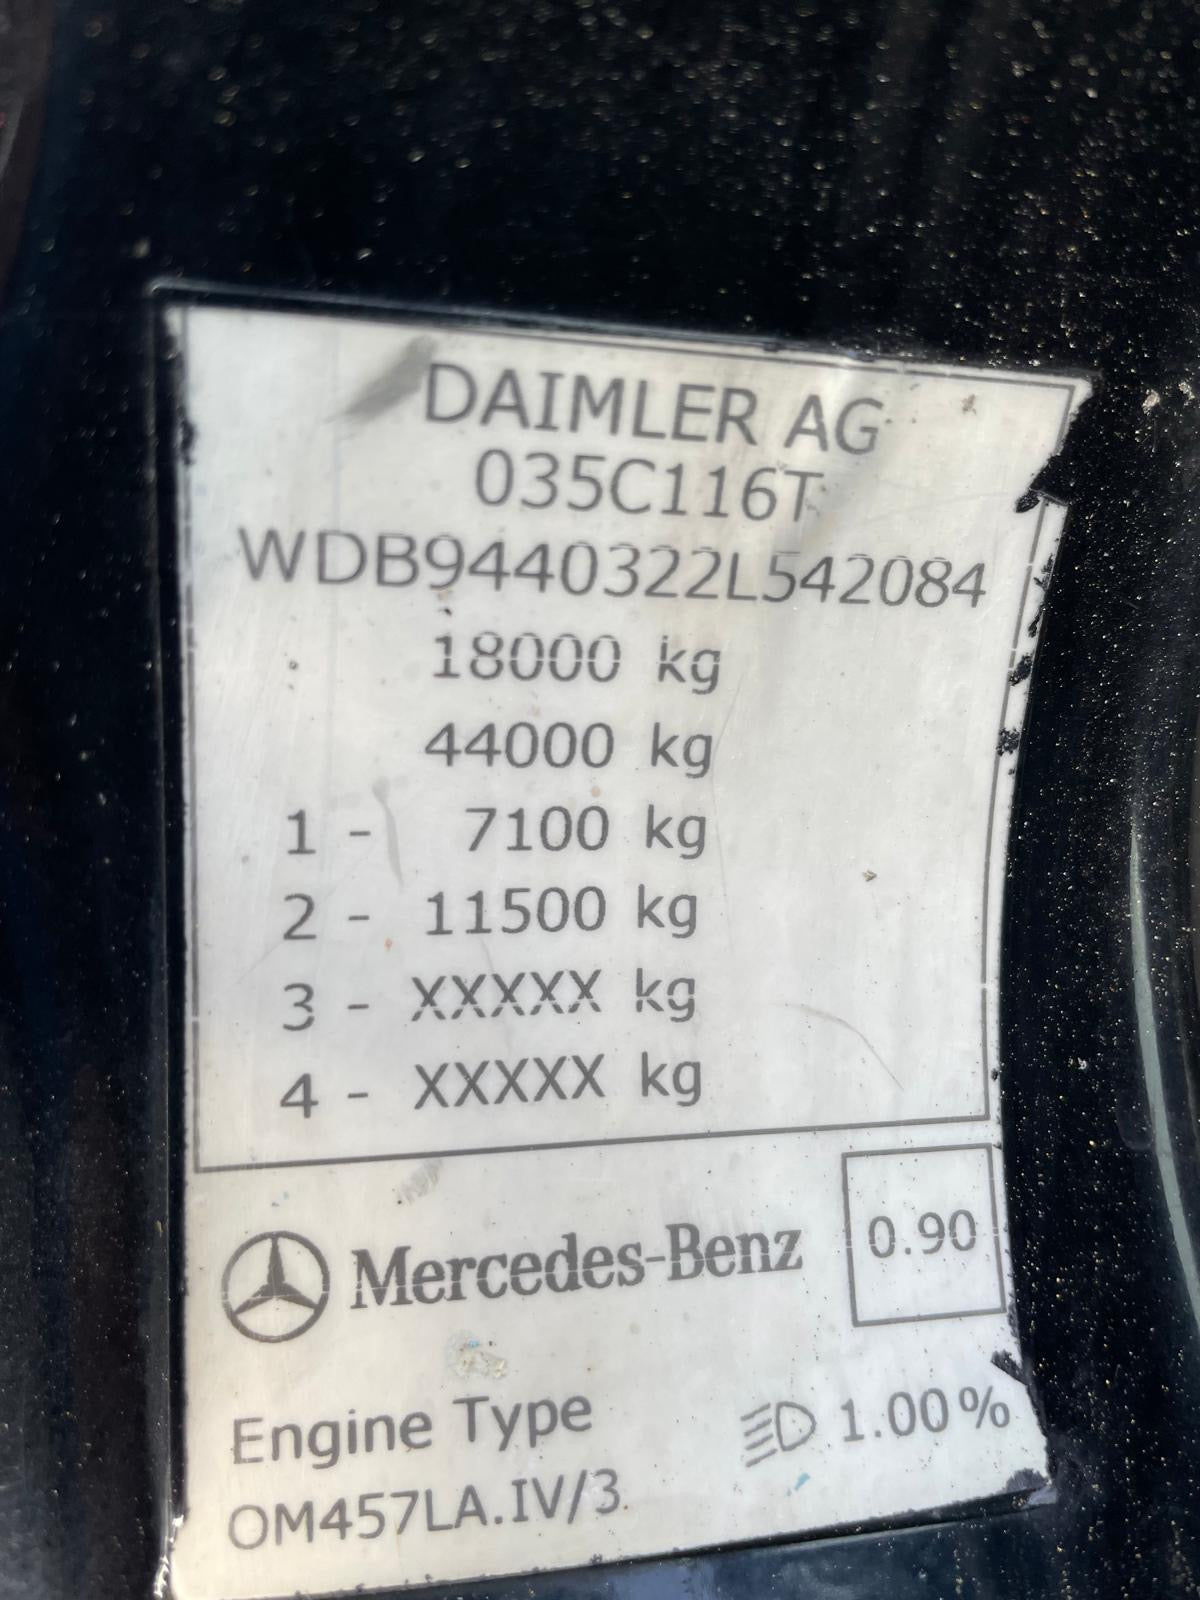 DAIMLER AG
035C116T
WDB9440322L542084
18000 kg
44000 kg
1 - 7100 kg
2 - 11500 kg
3 - XXXXX kg
4 - XXXXX kg
Mercedes-Benz 0.90
Engine Type
1.00%
OM457LA.IV/3